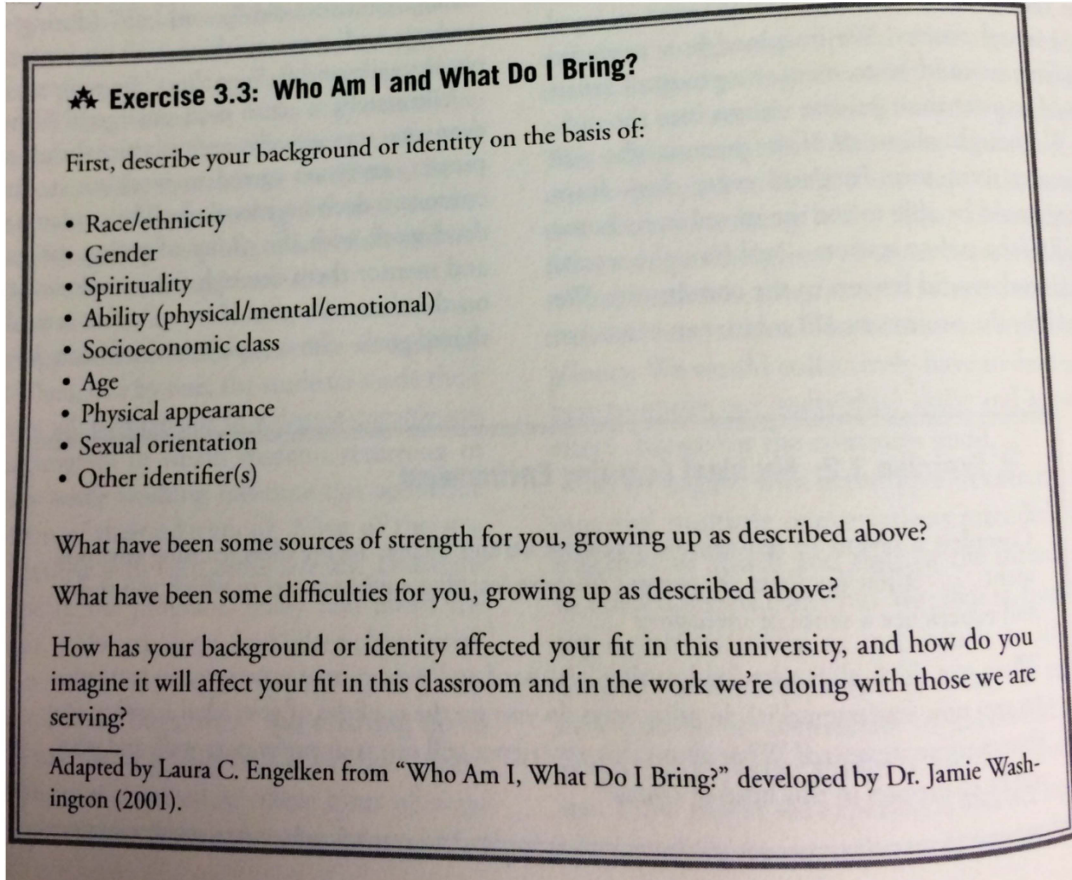 Exercise 3.3: Who Am I and What Do I Bring?
First, describe your background or identity on the basis of:
• Race/ethnicity
• Gender
• Spirituality
• Ability (physical/mental/emotional)
• Socioeconomic class
• Age
• Physical appearance
• Sexual orientation
• Other identifier(s)
What have been some sources of strength for you, growing up as described above?
What have been some difficulties for you, growing up as described above?
How has your background or identity affected your fit in this university, and how do you
imagine it will affect your fit in this classroom and in the work we’re doing with those we are
serving?
Adapted by Laura C. Engelken from “Who Am I, What Do I Bring?” developed by Dr. Jamie Wash-
ington (2001).